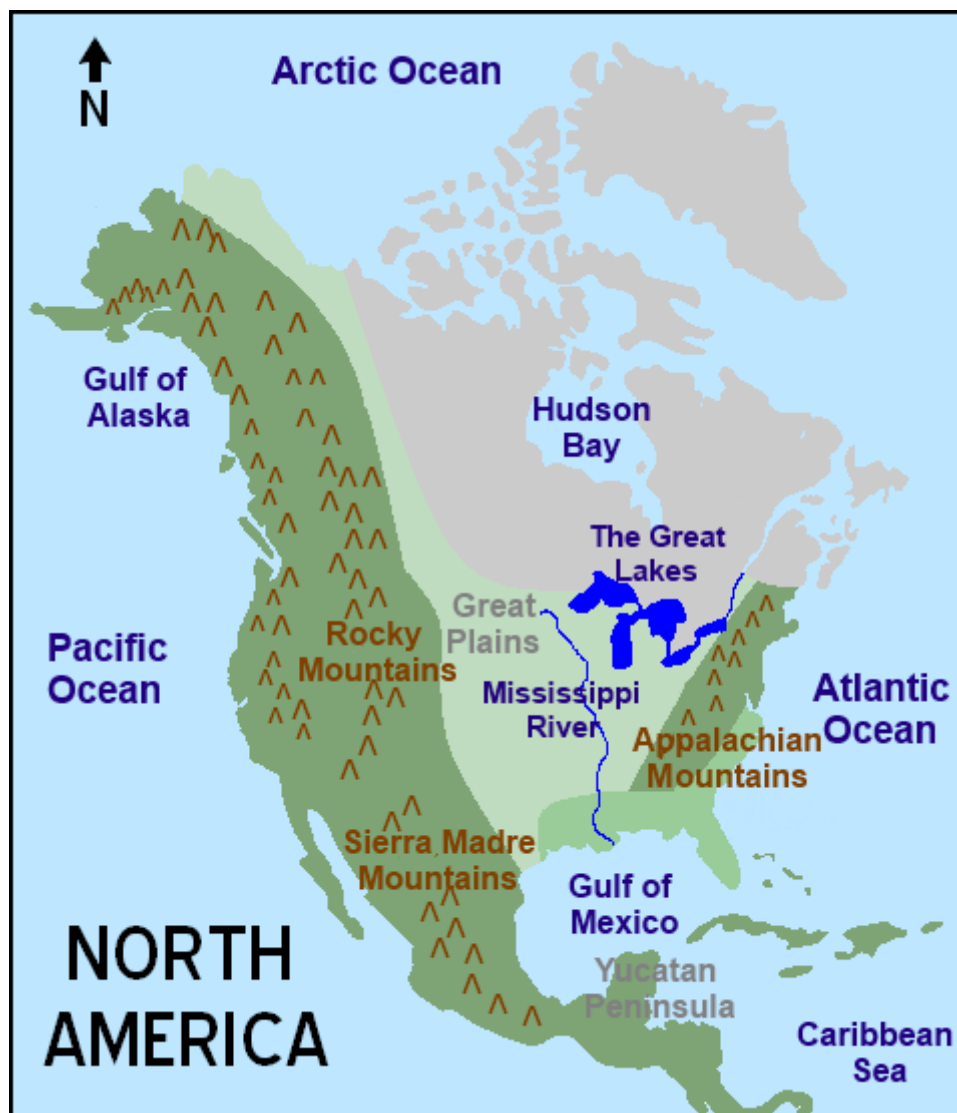 Arctic Ocean
N
Gulf of
Alaska
Hudson
Bay
The Great
Lakes
Great
Plains
Rocky
Mountains
Pacific
Ocean
Mississippi
River
Atlantic
Ocean
Appalachian
Mountains
Sierra Madre
Mountains
Gulf of
Mexico
NORTH
AMERICA
Yucatan
Peninsula
Caribbean
Sea